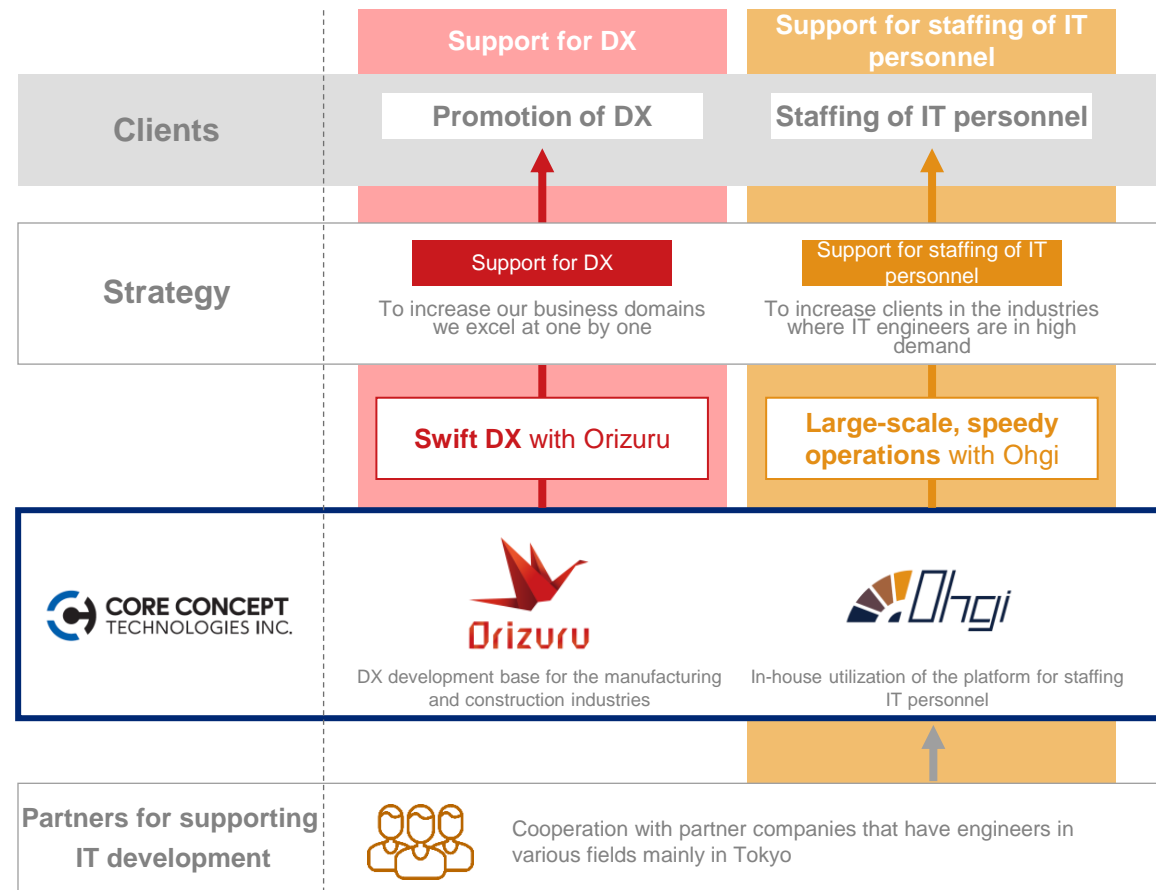 Support for DX
Support for staffing of IT
personnel
Clients
Promotion of DX
Staffing of IT personnel
Strategy
Support for DX
To increase our business domains
we excel at one by one
Support for staffing of IT
personnel
To increase clients in the industries
where IT engineers are in high
demand
Swift DX with Orizuru
Large-scale, speedy
operations with Ohgi
CORE CONCEPT
TECHNOLOGIES INC.
Orizuru
DX development base for the manufacturing
and construction industries
Ohgi
In-house utilization of the platform for staffing
IT personnel
Partners for supporting
IT development
Cooperation with partner companies that have engineers in
various fields mainly in Tokyo